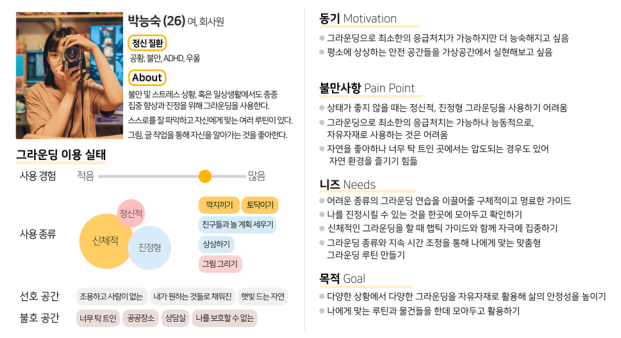 박능숙 (26) 여, 회사원
정신 질환
공황, 불안, ADHD, 우울
About
불안 및 스트레스 상황, 혹은 일상생활에서도 종종
집중 향상과 진정을 위해 그라운딩을 사용한다.
스스로를 잘 파악하고 자신에게 맞는 여러 루틴이 있다.
그림, 글 작업을 통해 자신을 알아가는 것을 좋아한다.
그라운딩 이용 실태
사용 경험
적음
많음
사용 종류
신체적
정신적
진정형
깍지끼기
토닥이기
친구들과 놀 계획 세우기
상상하기
그림 그리기
선호 공간
조용하고 사람이 없는
내가 원하는 것들로 채워진
햇빛 드는 자연
불호 공간
너무 탁 트인
공공장소
상담실
나를 보호할 수 없는
동기 Motivation
그라운딩으로 최소한의 응급처치가 가능하지만 더 능숙해지고 싶음
평소에 상상하는 안전 공간들을 가상공간에서 실현해보고 싶음
불만사항 Pain Point
상태가 좋지 않을 때는 정신적, 진정형 그라운딩을 사용하기 어려움
그라운딩으로 최소한의 응급처치는 가능하나 능동적으로,
자유자재로 사용하는 것은 어려움
자연을 좋아하나 너무 탁 트인 곳에서는 압도되는 경우도 있어
자연 환경을 즐기기 힘듦
니즈 Needs
어려운 종류의 그라운딩 연습을 이끌어줄 구체적이고 명료한 가이드
나를 진정시킬 수 있는 것을 한곳에 모아두고 확인하기
신체적인 그라운딩을 할 때 햅틱 가이드와 함께 자극에 집중하기
그라운딩 종류와 지속 시간 조정을 통해 나에게 맞는 맞춤형
그라운딩 루틴 만들기
목적 Goal
다양한 상황에서 다양한 그라운딩을 자유자재로 활용해 삶의 안정성을 높이기
나에게 맞는 루틴과 물건들을 한데 모아두고 활용하기